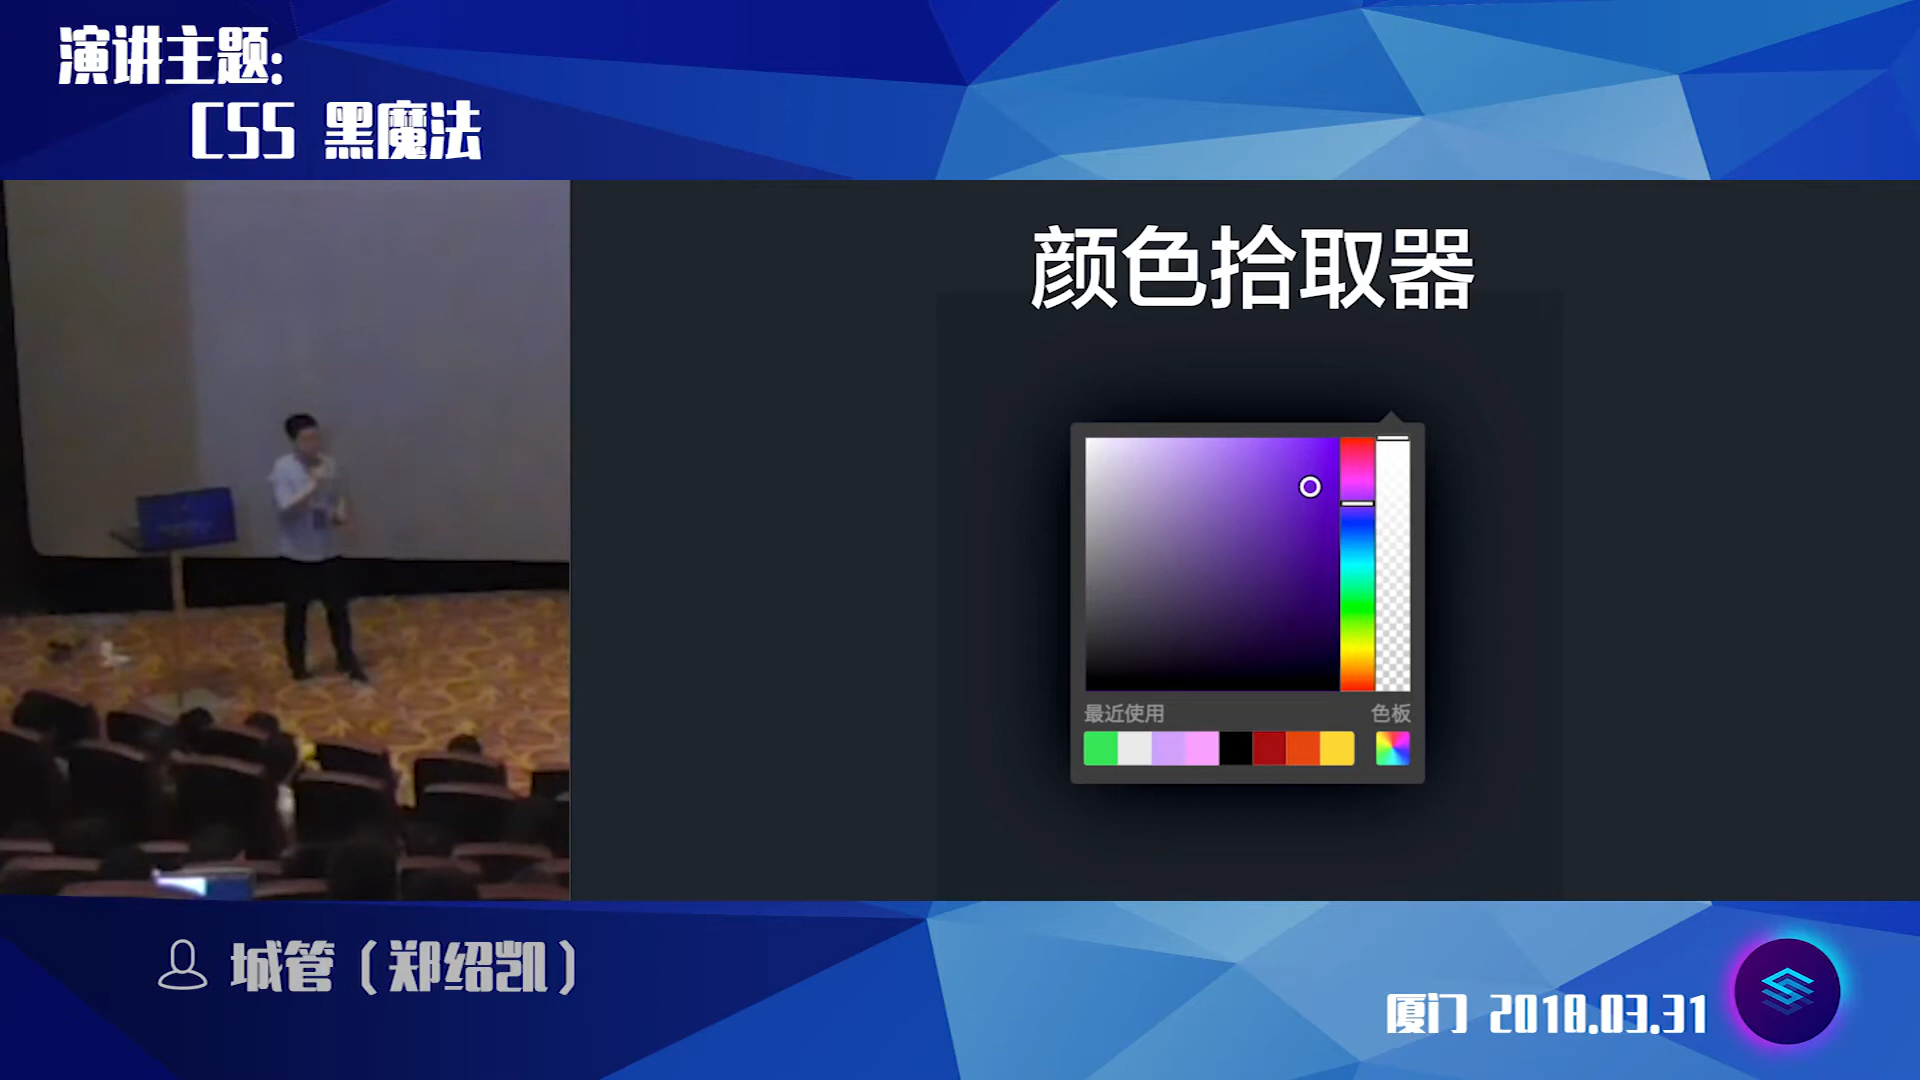 演讲主题:
CSS 黑魔法
颜色拾取器
最近使用
色板
城管（郑绍凯）
厦门 2018.03.31